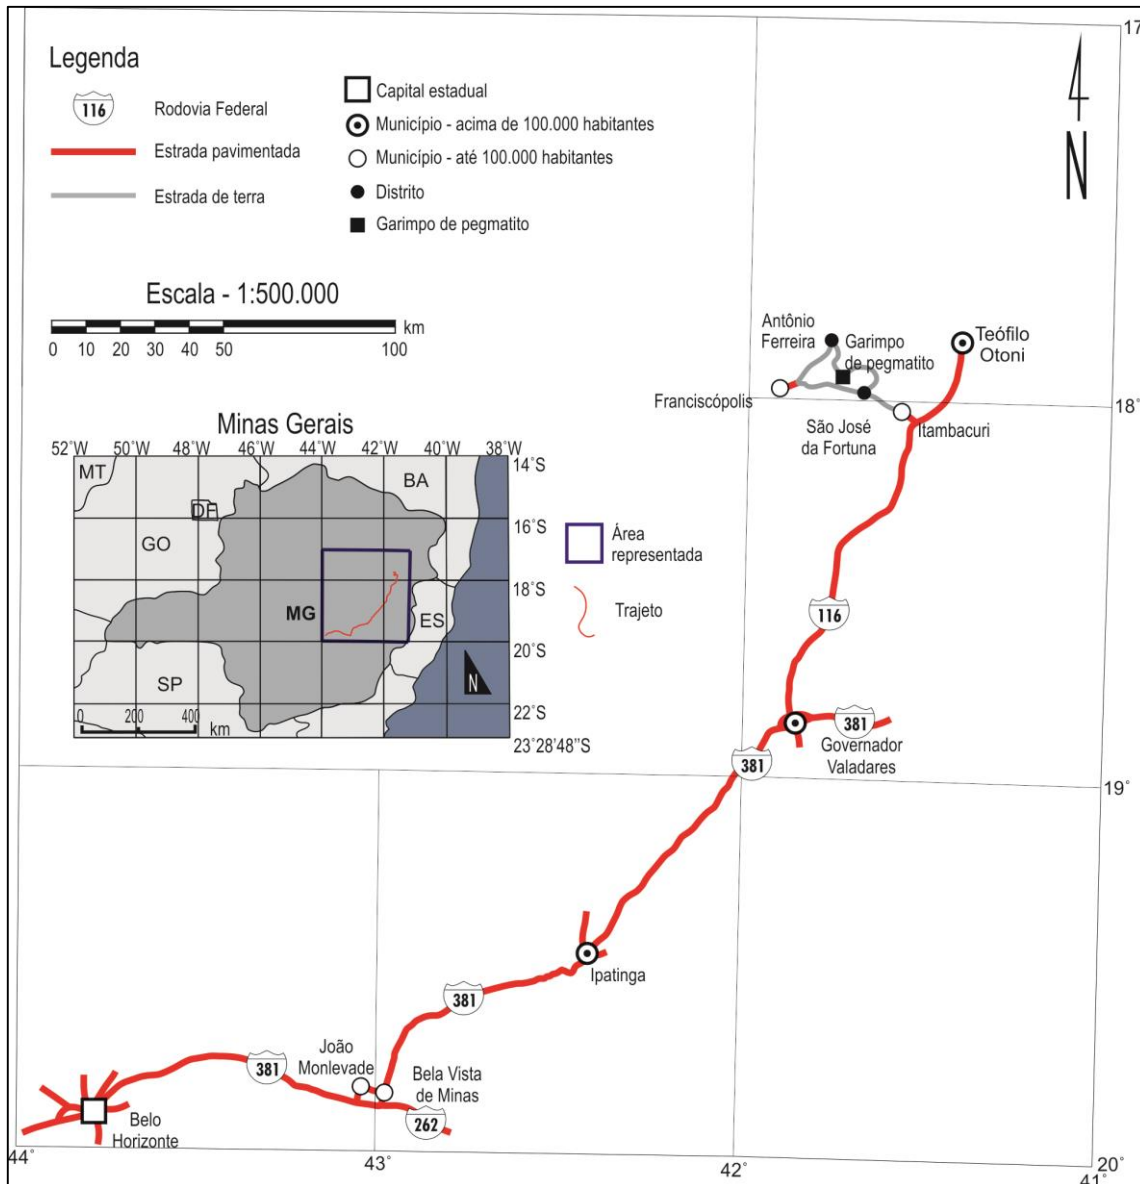 Legenda
116
Rodovia Federal
Estrada pavimentada
Estrada de terra
Capital estadual
Município - acima de 100.000 habitantes
Município - até 100.000 habitantes
Distrito
Garimpo de pegmatito
Escala - 1:500.000
km
0 10 20 30 40 50 100
N
17
Antônio
Ferreira
Garimpo
de pegmatito
Teófilo
Otoni
Franciscópolis
São José
da Fortuna
Itambacuri
18°
Minas Gerais
52°W 50°W 48°W 46°W 44°W 42°W 40°W 38°W
14°S
16°S
18°S
20°S
22°S
23°28'48"S
MT
DF
GO
BA
MG
ES
SP
N
0 200 400
km
Área
representada
Trajeto
116
381
Governador
Valadares
381
19°
Ipatinga
381
João
Monlevade
381
Bela Vista
de Minas
262
Belo
Horizonte
44°
43°
42°
41°
20°